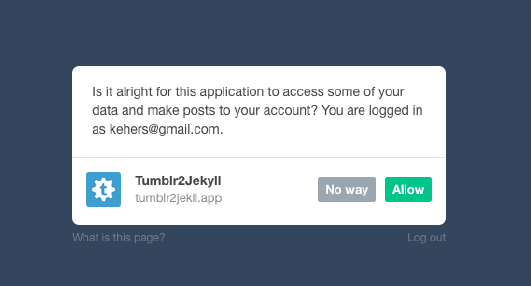 Is it alright for this application to access some of your
data and make posts to your account? You are logged in
as kehers@gmail.com.
Tumblr2Jekyll
No way
Allow
tumblr2jekll.app
What is this page?
Log out